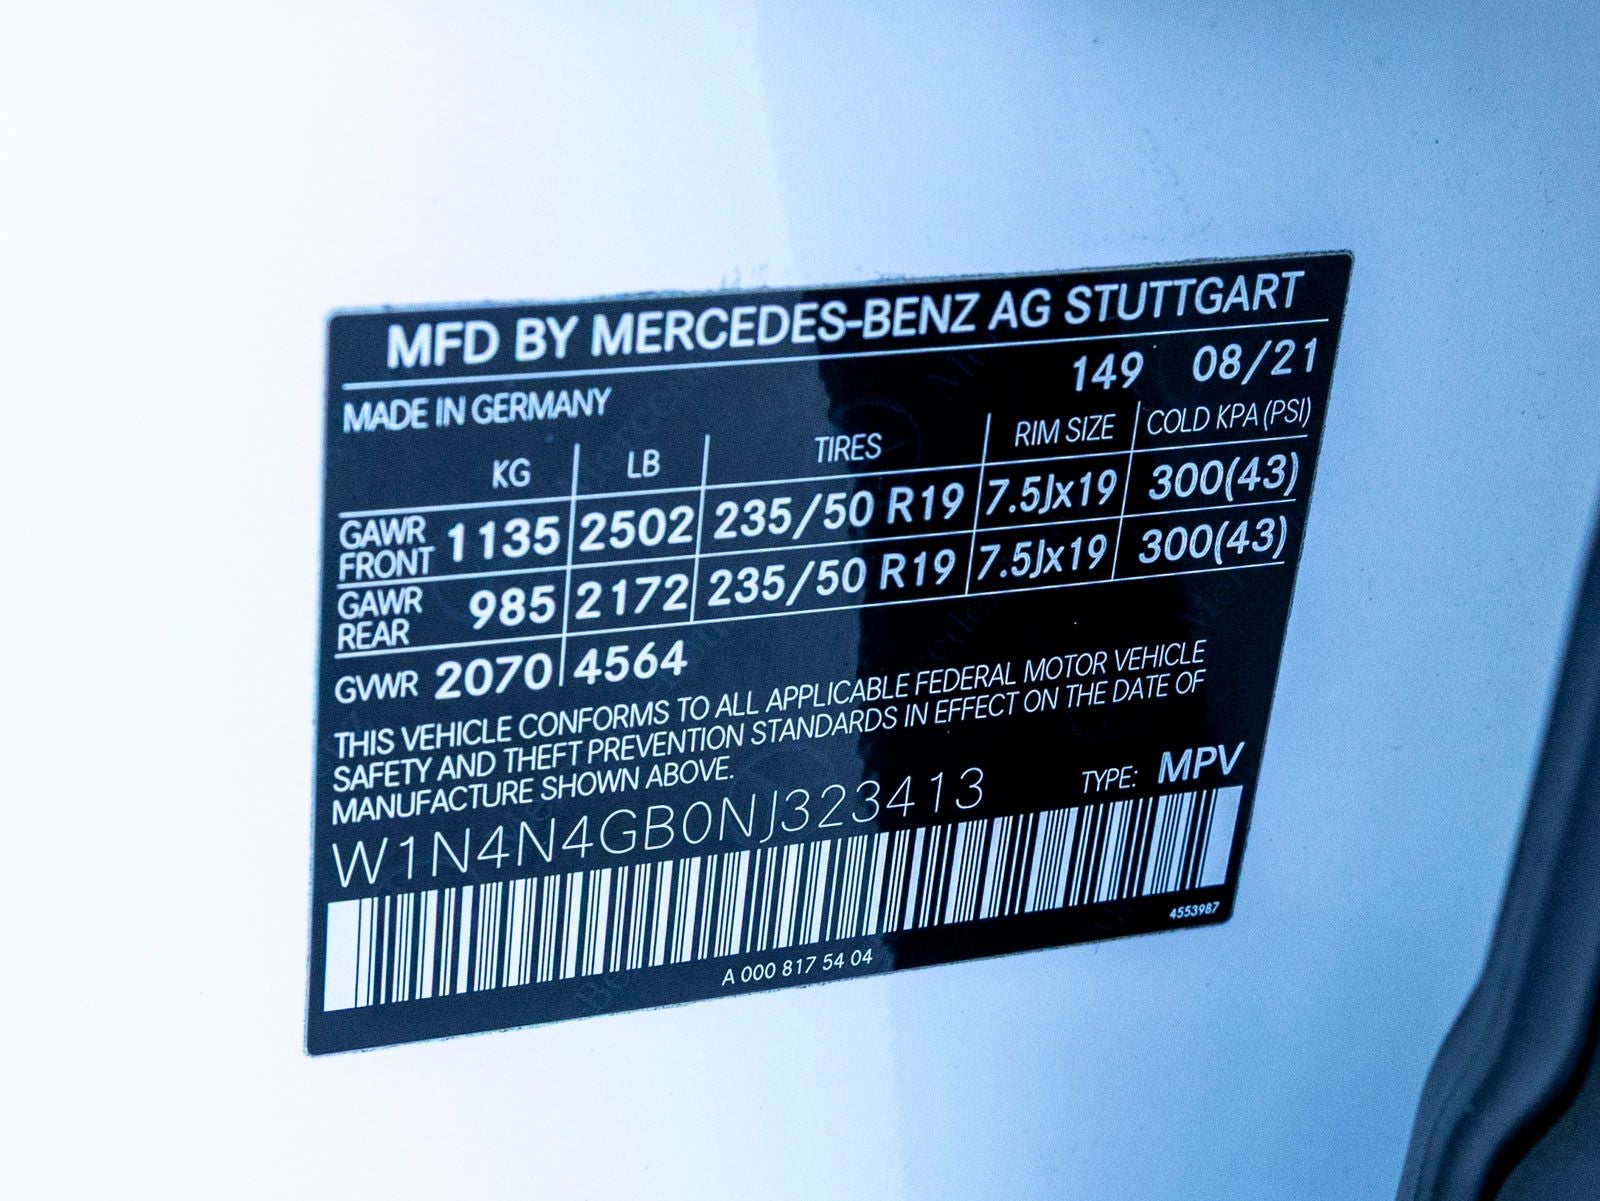 MFD BY MERCEDES-BENZ AG STUTTGART
MADE IN GERMANY 149 08/21
KG LB TIRES RIM SIZE COLD KPA (PSI)
GAWR FRONT 1135 2502 235/50 R19 7.5Jx19 300(43)
GAWR REAR 985 2172 235/50 R19 7.5Jx19 300(43)
GVWR 2070 4564
THIS VEHICLE CONFORMS TO ALL APPLICABLE FEDERAL MOTOR VEHICLE
SAFETY AND THEFT PREVENTION STANDARDS IN EFFECT ON THE DATE OF
MANUFACTURE SHOWN ABOVE.
W1N4N4GB0NJ323413 TYPE: MPV
4553987
A 000 817 54 04